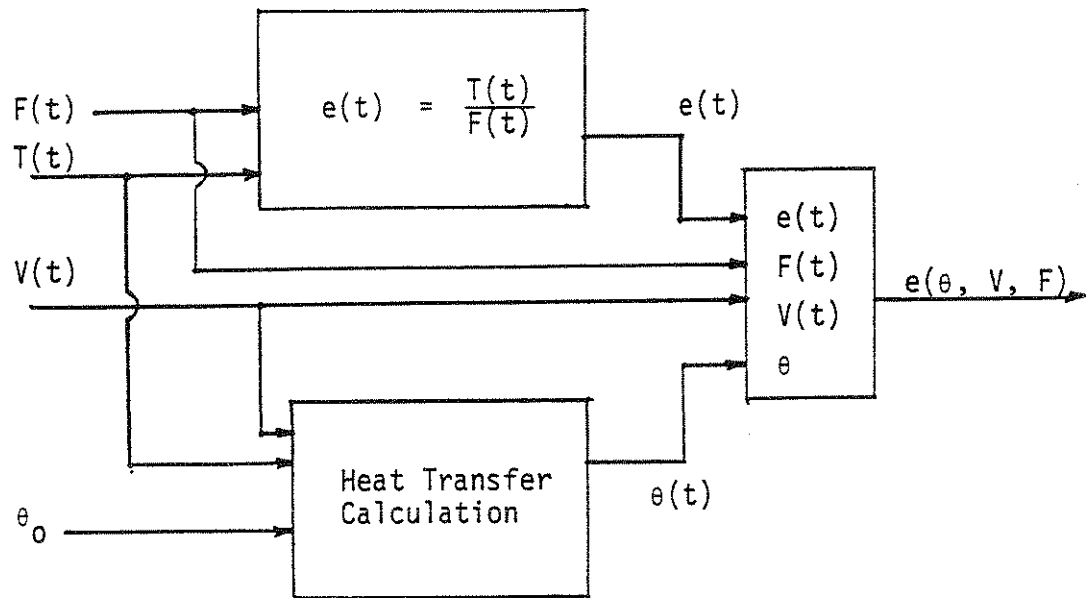 F(t)
T(t)
V(t)
θo
e(t) = T(t)
F(t)
e(t)
e(t)
F(t)
V(t)
θ
e(θ, V, F)
Heat Transfer
Calculation
θ(t)